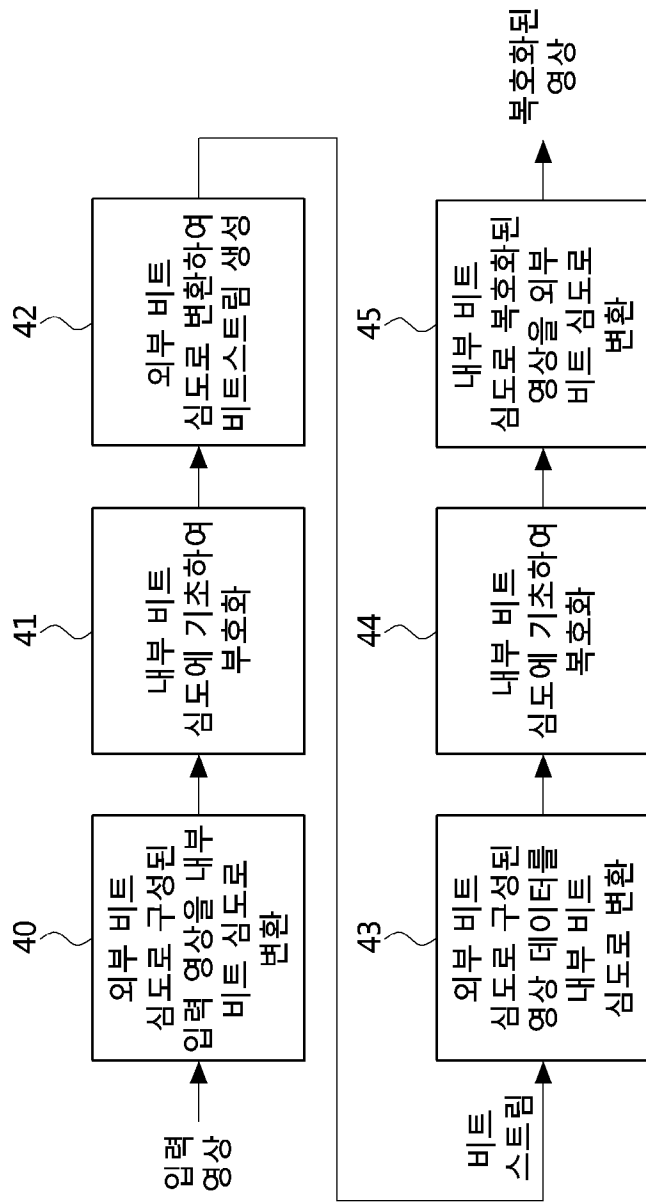 입력
영상
40
외부 비트
심도로 구성된
입력 영상을 내부
비트 심도로
변환
41
내부 비트
심도에 기초하여
부호화
42
외부 비트
심도로 변환하여
비트스트림 생성
비트
스트림
43
외부 비트
심도로 구성된
영상 데이터를
내부 비트
심도로 변환
44
내부 비트
심도에 기초하여
복호화
45
내부 비트
심도로 복호화된
영상을 외부
비트 심도로
변환
복호화된
영상